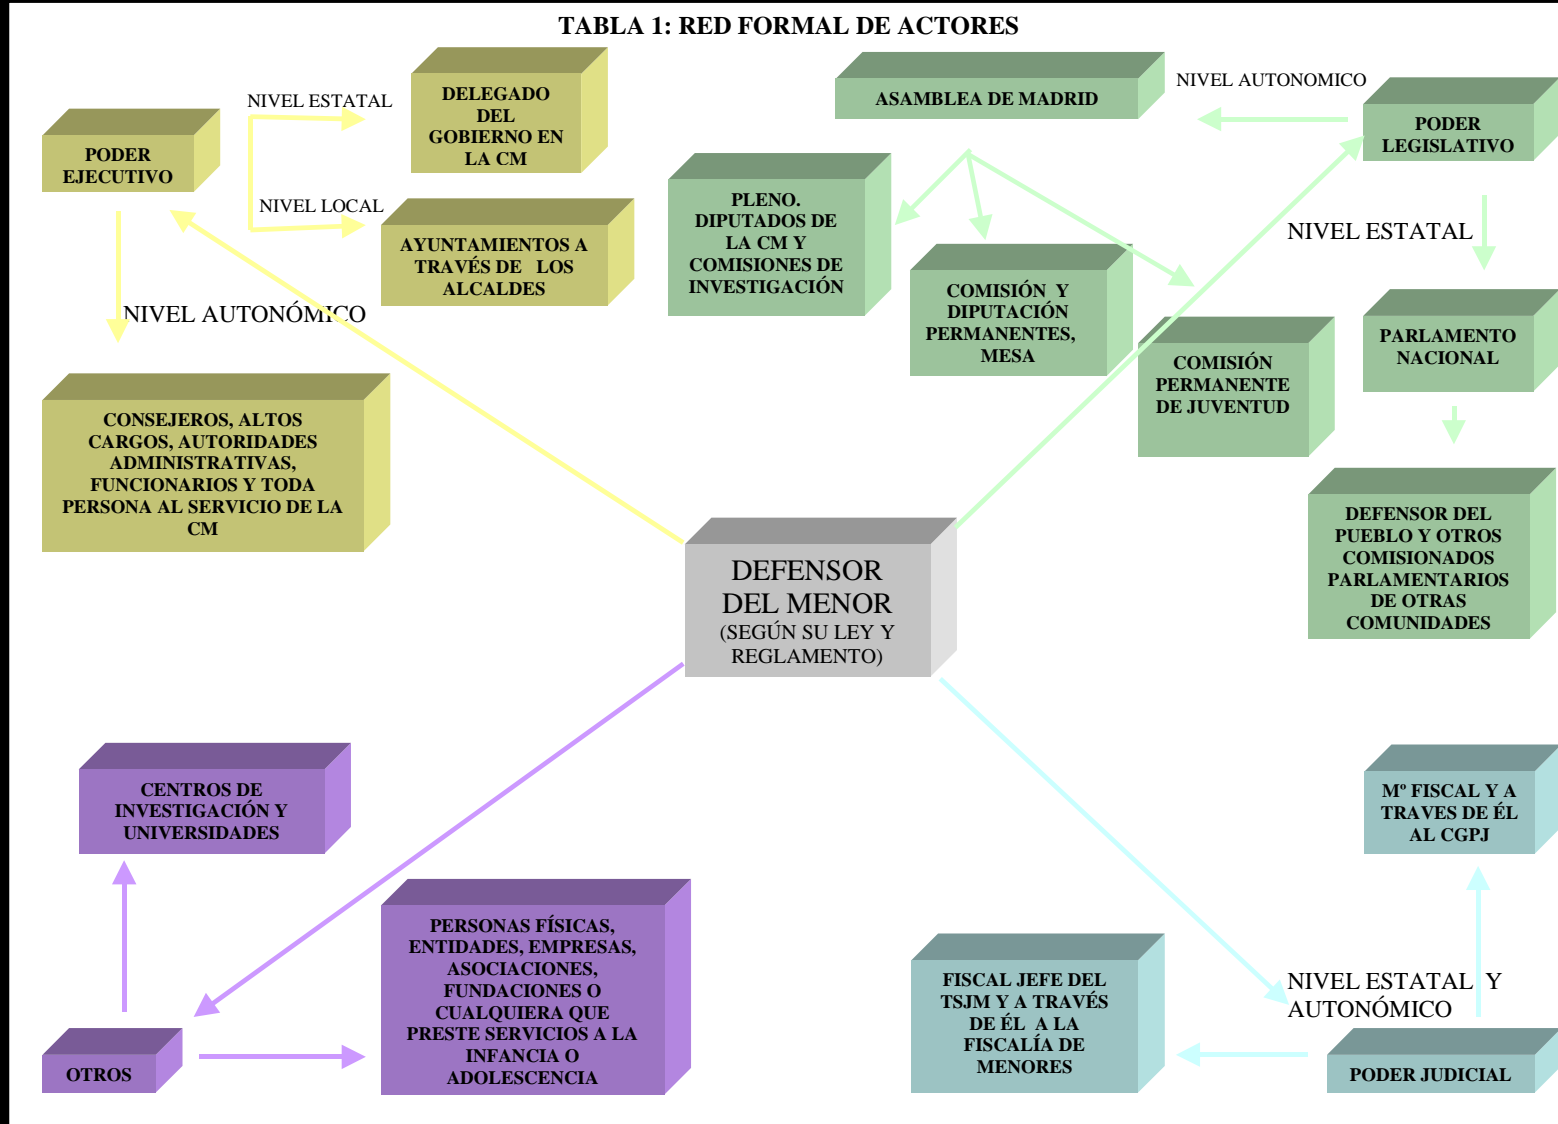 TABLA 1: RED FORMAL DE ACTORES
PODER
EJECUTIVO
NIVEL ESTATAL
DELEGADO
DEL
GOBIERNO EN
LA CM
NIVEL LOCAL
AYUNTAMIENTOS A
TRAVÉS DE LOS
ALCALDES
NIVEL AUTONÓMICO
CONSEJEROS, ALTOS
CARGOS, AUTORIDADES
ADMINISTRATIVAS,
FUNCIONARIOS Y TODA
PERSONA AL SERVICIO DE LA
CM
ASAMBLEA DE MADRID
NIVEL AUTONOMICO
PODER
LEGISLATIVO
PLENO.
DIPUTADOS DE
LA CM Y
COMISIONES DE
INVESTIGACIÓN
COMISIÓN Y
DIPUTACIÓN
PERMANENTES,
MESA
COMISIÓN
PERMANENTE
DE JUVENTUD
NIVEL ESTATAL
PARLAMENTO
NACIONAL
DEFENSOR DEL
PUEBLO Y OTROS
COMISIONADOS
PARLAMENTARIOS
DE OTRAS
COMUNIDADES
DEFENSOR
DEL MENOR
(SEGÚN SU LEY Y
REGLAMENTO)
CENTROS DE
INVESTIGACIÓN Y
UNIVERSIDADES
PERSONAS FÍSICAS,
ENTIDADES, EMPRESAS,
ASOCIACIONES,
FUNDACIONES O
CUALQUIERA QUE
PRESTE SERVICIOS A LA
INFANCIA O
ADOLESCENCIA
OTROS
Mº FISCAL Y A
TRAVES DE ÉL
AL CGPJ
FISCAL JEFE DEL
TSJM Y A TRAVÉS
DE ÉL A LA
FISCALÍA DE
MENORES
NIVEL ESTATAL Y
AUTONÓMICO
PODER JUDICIAL